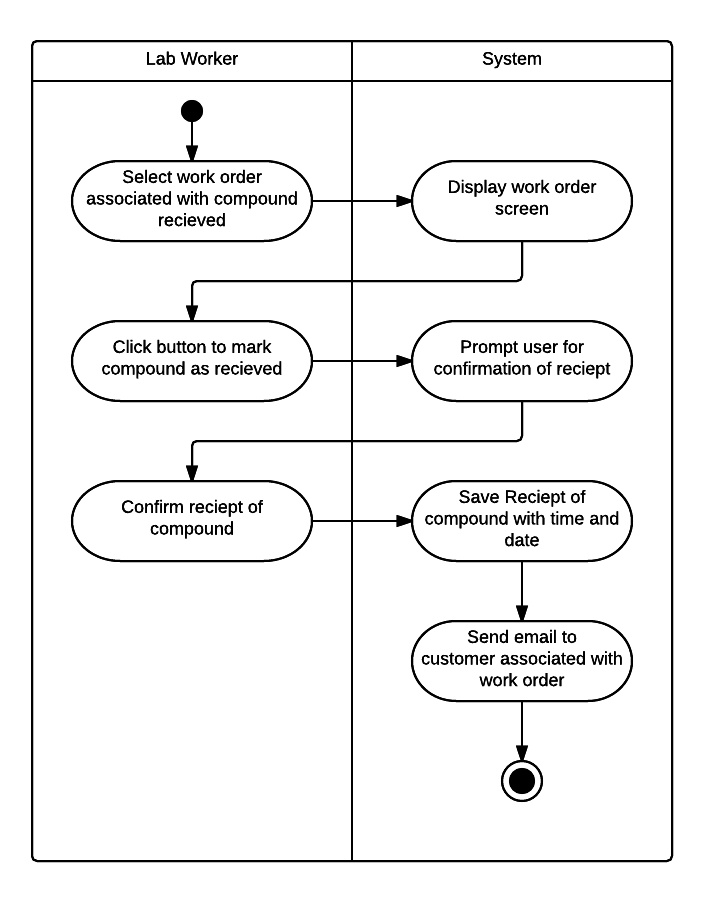 Lab Worker
System
Select work order
associated with compound
recieved
Display work order
screen
Click button to mark
compound as recieved
Prompt user for
confirmation of reciept
Confirm reciept of
compound
Save Reciept of
compound with time and
date
Send email to
customer associated with
work order